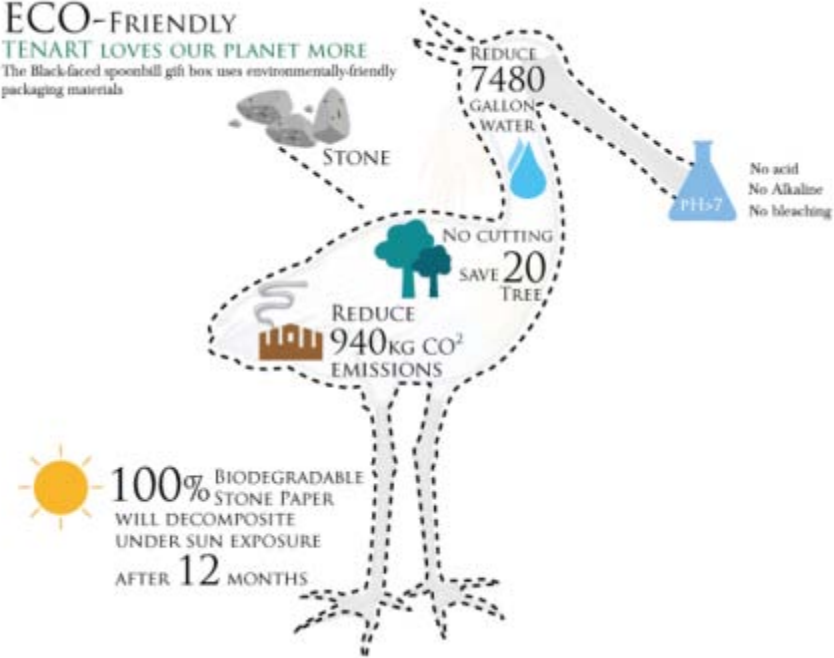 ECO-FRIENDLY
TENART LOVES OUR PLANET MORE
The Black-faced spoonbill gift box uses environmentally-friendly
packaging materials
STONE
REDUCE
7480
GALLON
WATER
No acid
No Alkaline
No bleaching
PH>7
NO CUTTING
SAVE 20
TREE
REDUCE
940KG CO²
EMISSIONS
100% BIODEGRADABLE
STONE PAPER
WILL DECOMPOSITE
UNDER SUN EXPOSURE
AFTER 12 MONTHS